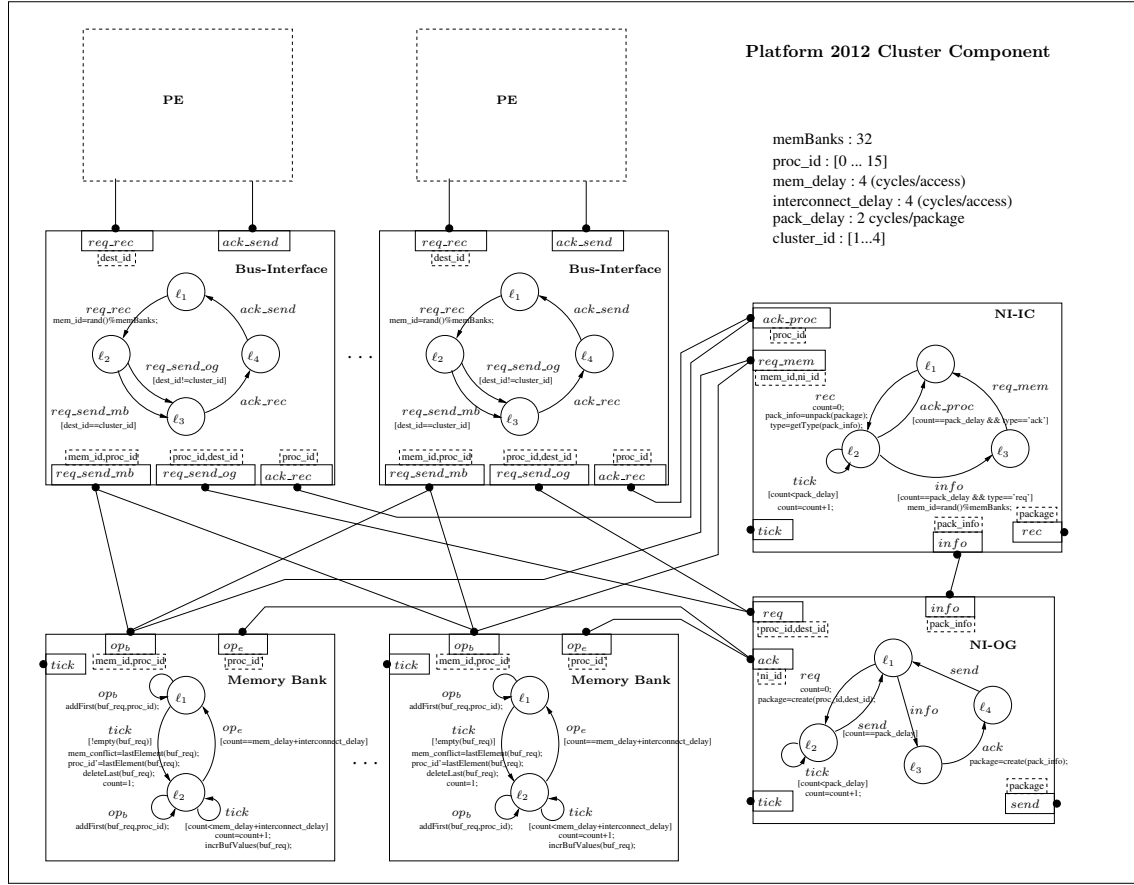 Platform 2012 Cluster Component
PE
PE
memBanks : 32
proc_id : [0 ... 15]
mem_delay : 4 (cycles/access)
interconnect_delay : 4 (cycles/access)
pack_delay : 2 cycles/package
cluster_id : [1...4]
req_rec
ack_send
dest_id
Bus-Interface
ℓ1
req_rec
mem_id=rand()%memBanks;
ack_send
ℓ2
req_send_og
[dest_id!=cluster_id]
ℓ4
req_send_mb
[dest_id==cluster_id]
ℓ3
ack_rec
mem_id,proc_id
proc_id,dest_id
proc_id
req_send_mb
req_send_og
ack_rec
. . .
req_rec
ack_send
dest_id
Bus-Interface
ℓ1
req_rec
mem_id=rand()%memBanks;
ack_send
ℓ2
req_send_og
[dest_id!=cluster_id]
ℓ4
req_send_mb
[dest_id==cluster_id]
ℓ3
ack_rec
mem_id,proc_id
proc_id,dest_id
proc_id
req_send_mb
req_send_og
ack_rec
NI-IC
ack_proc
proc_id
req_mem
mem_id,ni_id
ℓ1
rec
count=0;
pack_info=unpack(package);
type=getType(pack_info);
ack_proc
[count==pack_delay && type=='ack']
req_mem
ℓ2
ℓ3
tick
[count<pack_delay]
count=count+1;
info
[count==pack_delay && type=='req']
mem_id=rand()%memBanks;
tick
pack_info
info
package
rec
op_b
op_e
tick
mem_id,proc_id
proc_id
Memory Bank
op_b
addFirst(buf_req,proc_id);
ℓ1
tick
[!empty(buf_req)]
mem_conflict=lastElement(buf_req);
proc_id'=lastElement(buf_req);
deleteLast(buf_req);
count=1;
op_e
[count==mem_delay+interconnect_delay]
ℓ2
op_b
addFirst(buf_req,proc_id);
tick
[count<mem_delay+interconnect_delay]
count=count+1;
incrBufValues(buf_req);
. . .
op_b
op_e
tick
mem_id,proc_id
proc_id
Memory Bank
op_b
addFirst(buf_req,proc_id);
ℓ1
tick
[!empty(buf_req)]
mem_conflict=lastElement(buf_req);
proc_id'=lastElement(buf_req);
deleteLast(buf_req);
count=1;
op_e
[count==mem_delay+interconnect_delay]
ℓ2
op_b
addFirst(buf_req,proc_id);
tick
[count<mem_delay+interconnect_delay]
count=count+1;
incrBufValues(buf_req);
req
proc_id,dest_id
info
pack_info
NI-OG
ack
ni_id
ℓ1
req
count=0;
package=create(proc_id,dest_id);
send
ℓ4
send
[count==pack_delay]
info
ℓ2
ℓ3
ack
package=create(pack_info);
tick
[count<pack_delay]
count=count+1;
tick
package
send